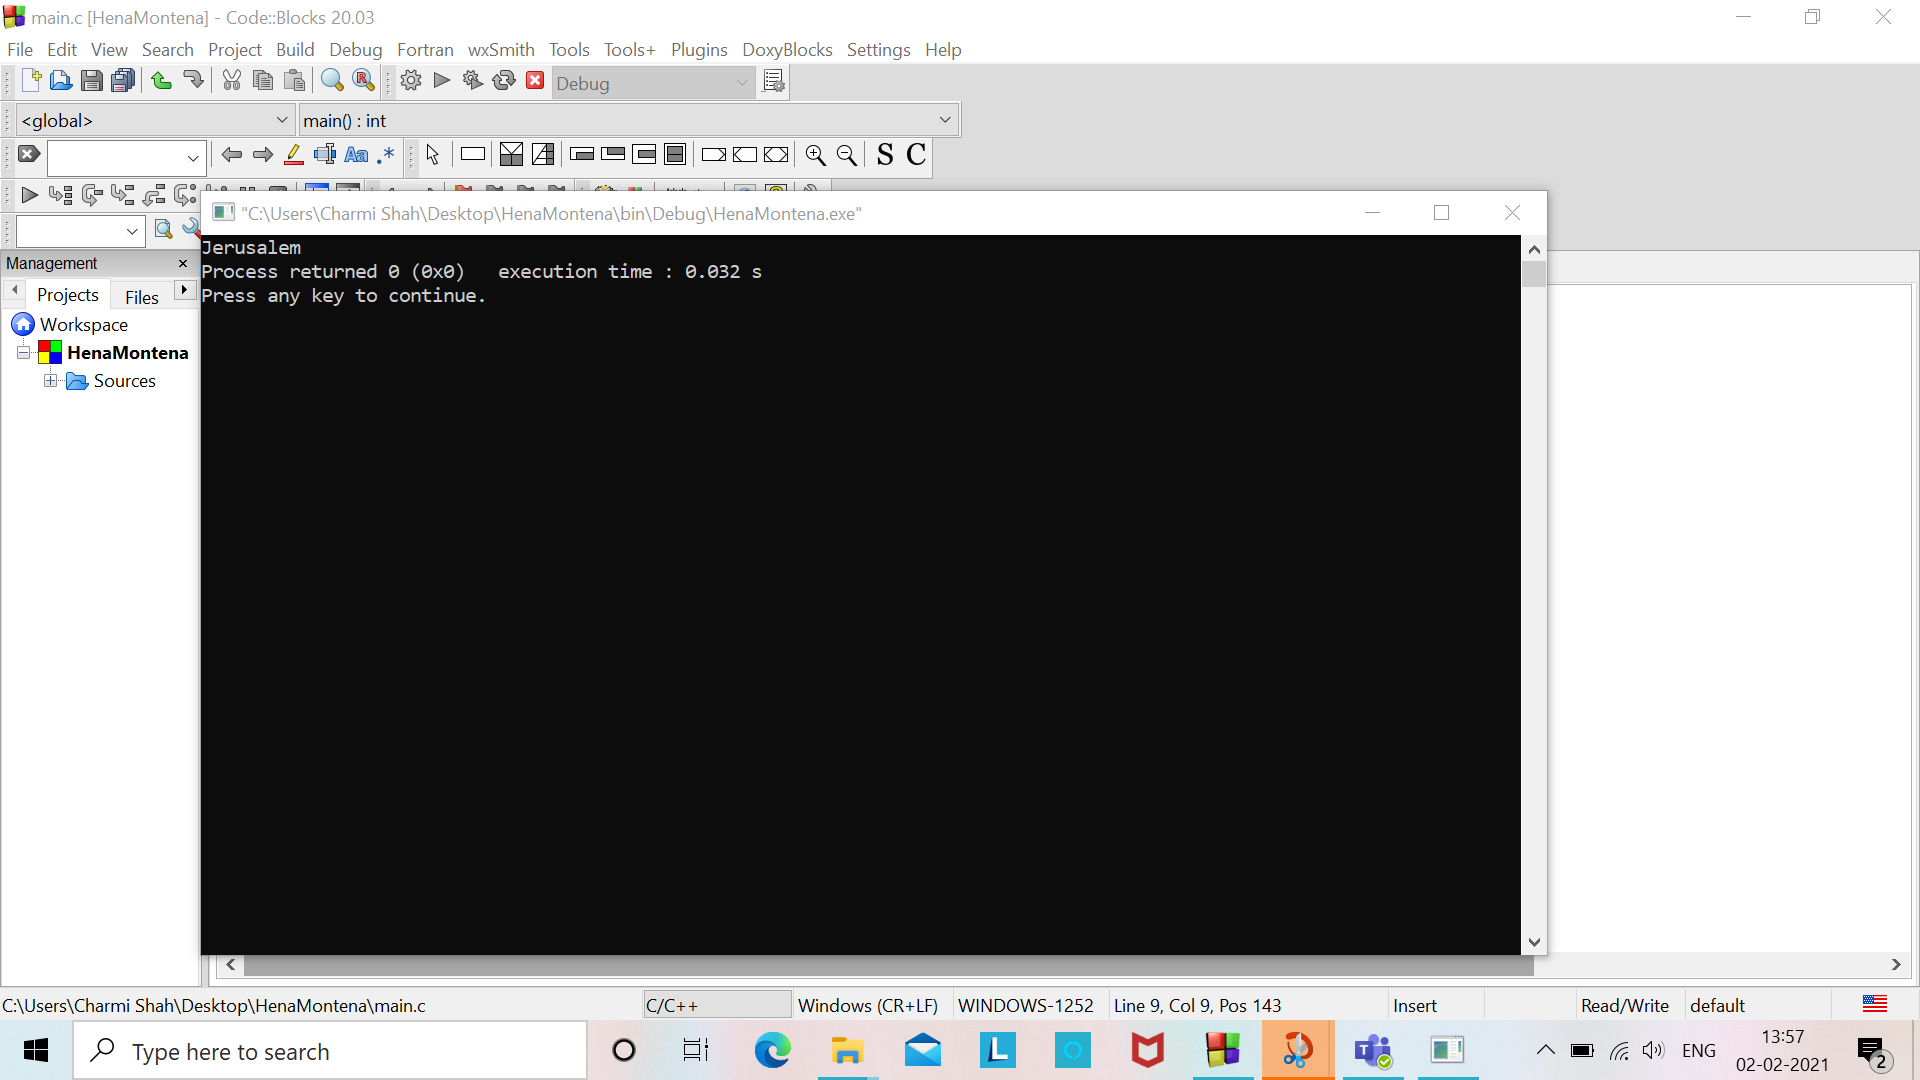 main.c [HenaMontena] - Code::Blocks 20.03
File Edit View Search Project Build Debug Fortran wxSmith Tools Tools+ Plugins DoxyBlocks Settings Help
Debug
<global> main() : int
Aa .* S C
"C:\Users\Charmi Shah\Desktop\HenaMontena\bin\Debug\HenaMontena.exe"
Jerusalem
Process returned 0 (0x0)   execution time : 0.032 s
Press any key to continue.
Management
Projects Files
Workspace
HenaMontena
Sources
C:\Users\Charmi Shah\Desktop\HenaMontena\main.c C/C++ Windows (CR+LF) WINDOWS-1252 Line 9, Col 9, Pos 143 Insert Read/Write default
Type here to search
L
ENG
13:57
02-02-2021
2